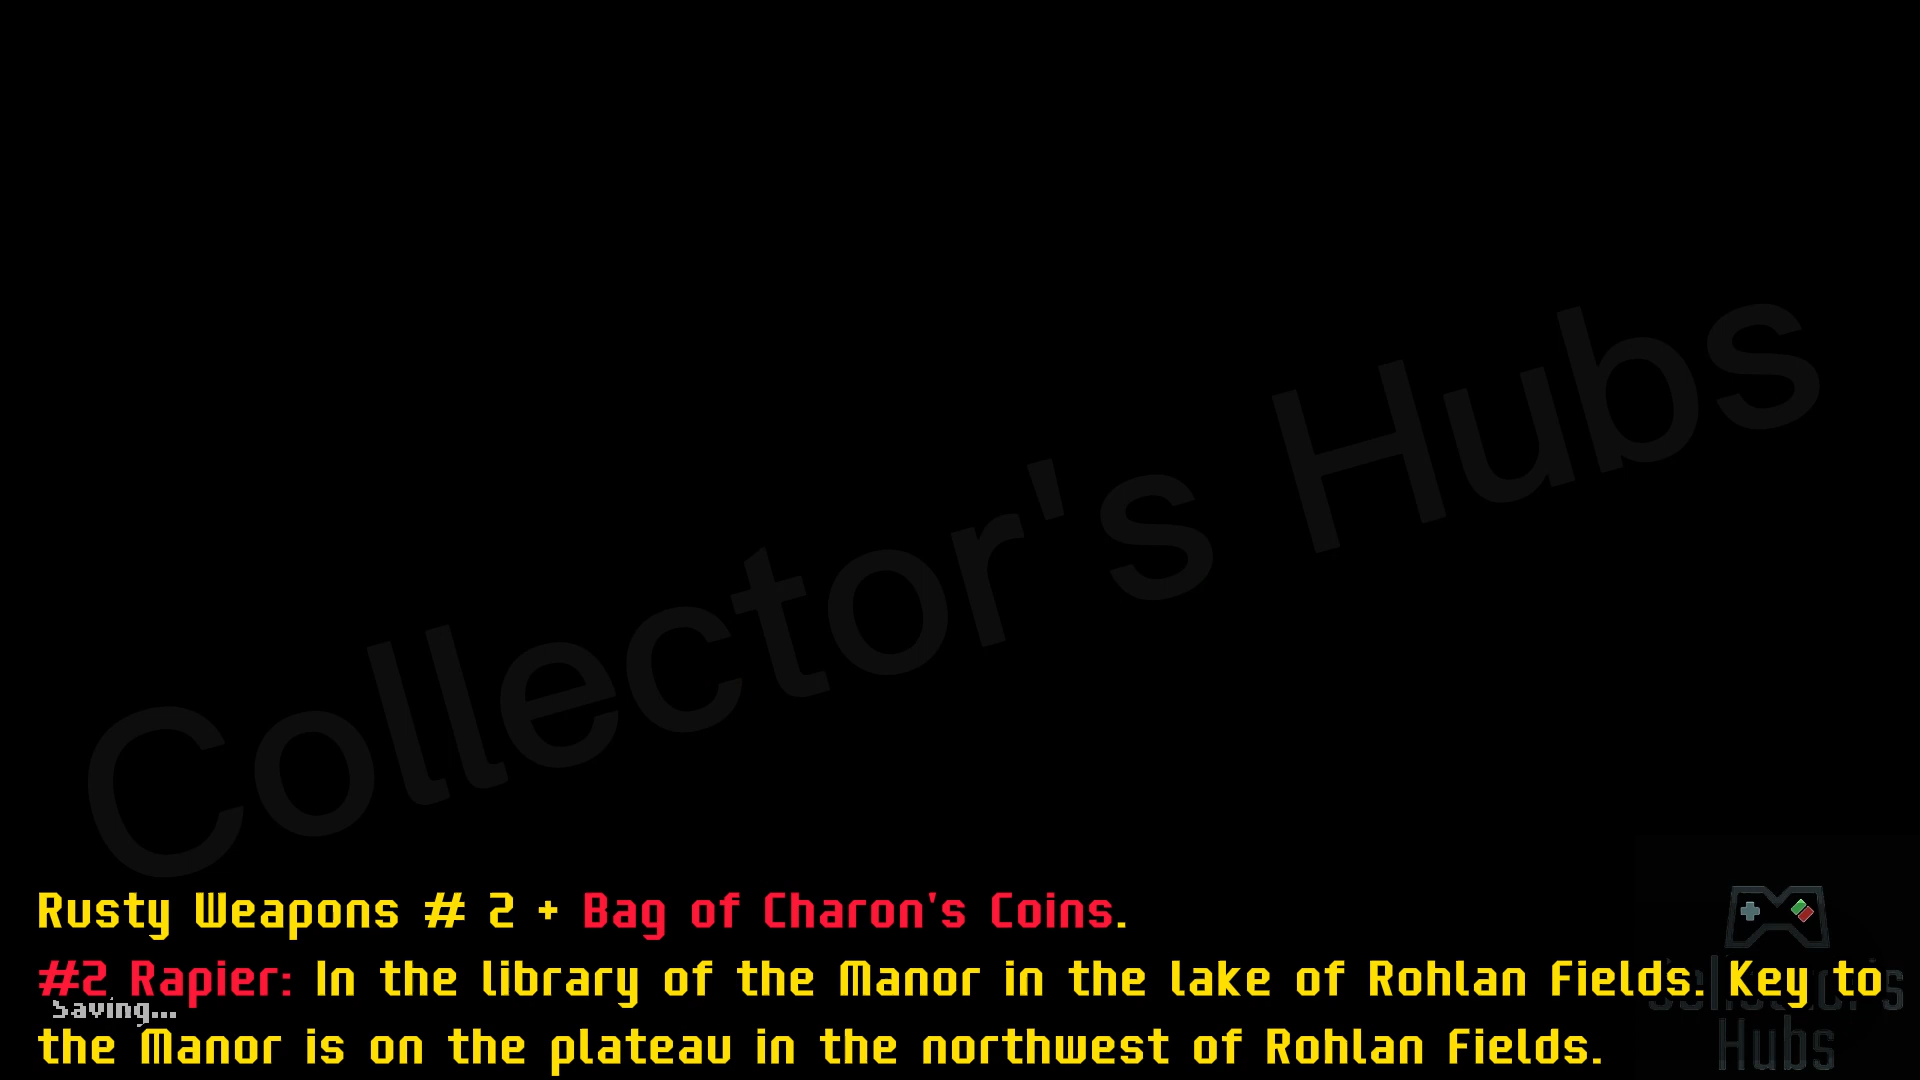 Collector's Hubs
Rusty Weapons # 2 + Bag of Charon's Coins.
#2 Rapier: In the library of the Manor in the lake of Rohlan Fields. Key to
Saving...
the Manor is on the plateau in the northwest of Rohlan Fields.
Collector's
Hubs